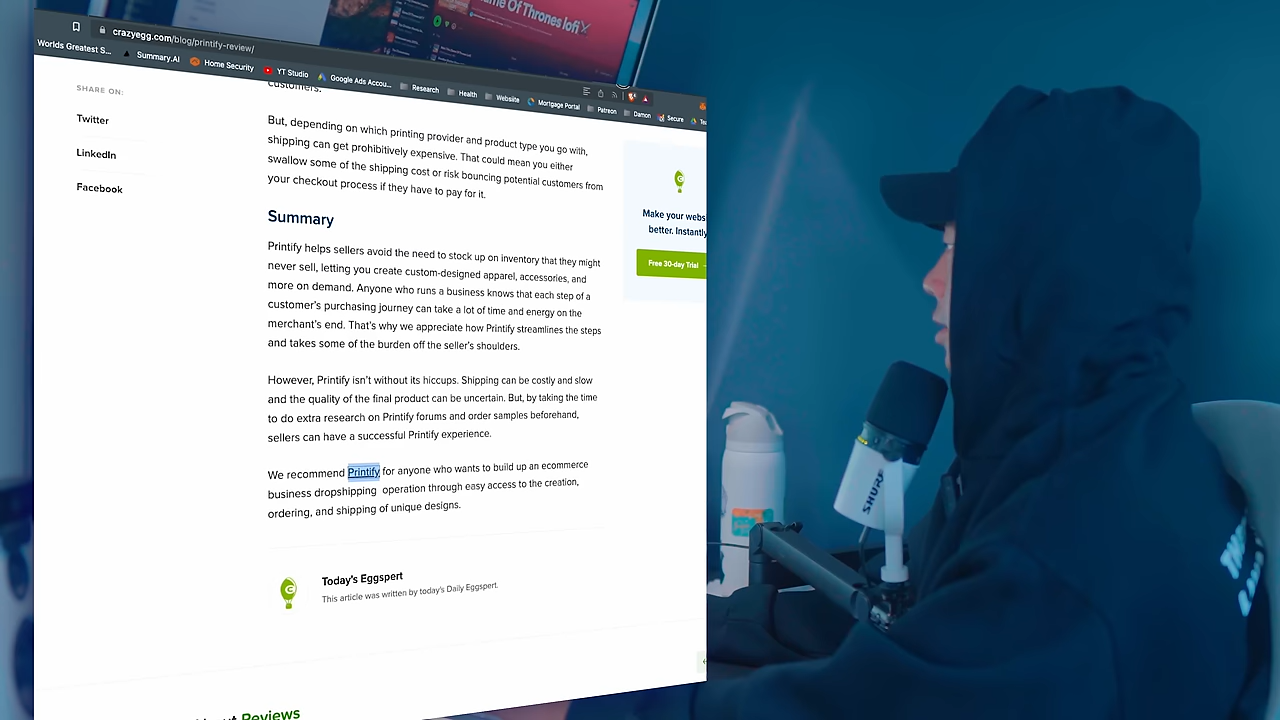 ne Of Thrones lofi
crazyegg.com/blog/printify-review/
Worlds Greatest S...
Summary.AI
Home Security
YT Studio
Google Ads Accou...
Research
Health
Website
Mortgage Portal
Patreon
Damon
Secure
SHARE ON:
Twitter
LinkedIn
Facebook
customers.
But, depending on which printing provider and product type you go with,
shipping can get prohibitively expensive. That could mean you either
swallow some of the shipping cost or risk bouncing potential customers from
your checkout process if they have to pay for it.
Summary
Printify helps sellers avoid the need to stock up on inventory that they might
never sell, letting you create custom-designed apparel, accessories, and
more on demand. Anyone who runs a business knows that each step of a
customer's purchasing journey can take a lot of time and energy on the
merchant's end. That's why we appreciate how Printify streamlines the steps
and takes some of the burden off the seller's shoulders.
However, Printify isn't without its hiccups. Shipping can be costly and slow
and the quality of the final product can be uncertain. But, by taking the time
to do extra research on Printify forums and order samples beforehand,
sellers can have a successful Printify experience.
We recommend Printify for anyone who wants to build up an ecommerce
business dropshipping operation through easy access to the creation,
ordering, and shipping of unique designs.
Today's Eggspert
This article was written by today's Daily Eggspert.
Reviews
Make your webs
better. Instantly
Free 30-day Trial
SHURE